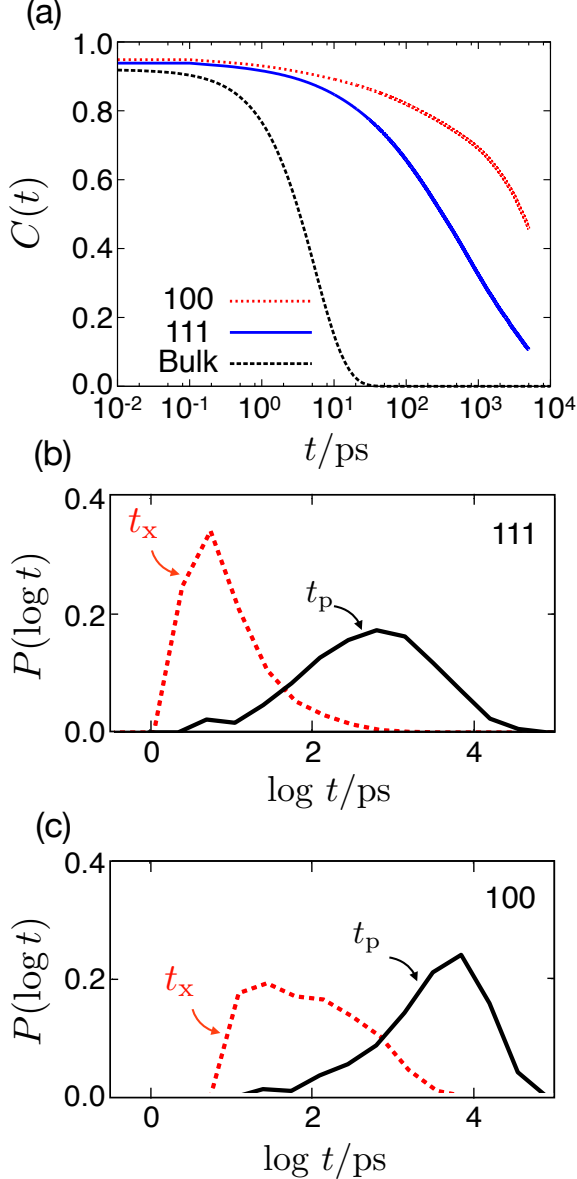 (a)
1.0
0.8
0.6
0.4
0.2
0.0
C(t)
100
111
Bulk
10⁻² 10⁻¹ 10⁰ 10¹ 10² 10³ 10⁴
t/ps
(b)
0.4
0.2
0.0
P(log t)
tₓ
tₚ
111
0 2 4
log t/ps
(c)
0.4
0.2
0.0
P(log t)
tₓ
tₚ
100
0 2 4
log t/ps